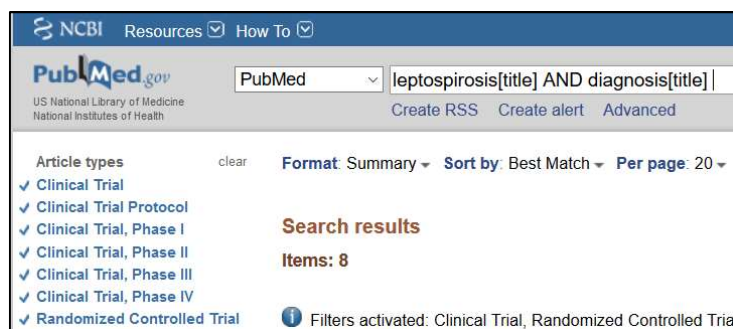 NCBI Resources How To
PubMed.gov
US National Library of Medicine
National Institutes of Health
PubMed
leptospirosis[title] AND diagnosis[title]
Create RSS Create alert Advanced
Article types clear
Clinical Trial
Clinical Trial Protocol
Clinical Trial, Phase I
Clinical Trial, Phase II
Clinical Trial, Phase III
Clinical Trial, Phase IV
Randomized Controlled Trial
Format: Summary Sort by: Best Match Per page: 20
Search results
Items: 8
Filters activated: Clinical Trial, Randomized Controlled Tria